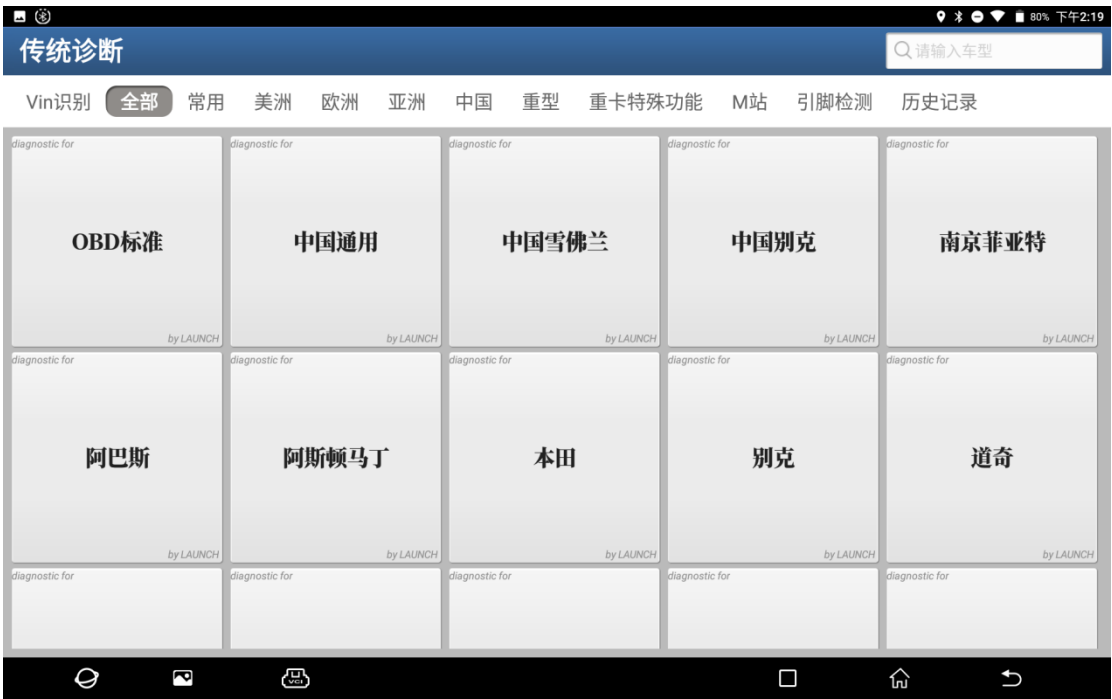 80% 下午2:19
传统诊断
请输入车型
Vin识别 全部 常用 美洲 欧洲 亚洲 中国 重型 重卡特殊功能 M站 引脚检测 历史记录
diagnostic for diagnostic for diagnostic for diagnostic for diagnostic for
OBD标准 中国通用 中国雪佛兰 中国别克 南京菲亚特
by LAUNCH by LAUNCH by LAUNCH by LAUNCH by LAUNCH
diagnostic for diagnostic for diagnostic for diagnostic for diagnostic for
阿巴斯 阿斯顿马丁 本田 别克 道奇
by LAUNCH by LAUNCH by LAUNCH by LAUNCH by LAUNCH
diagnostic for diagnostic for diagnostic for diagnostic for diagnostic for
VCI